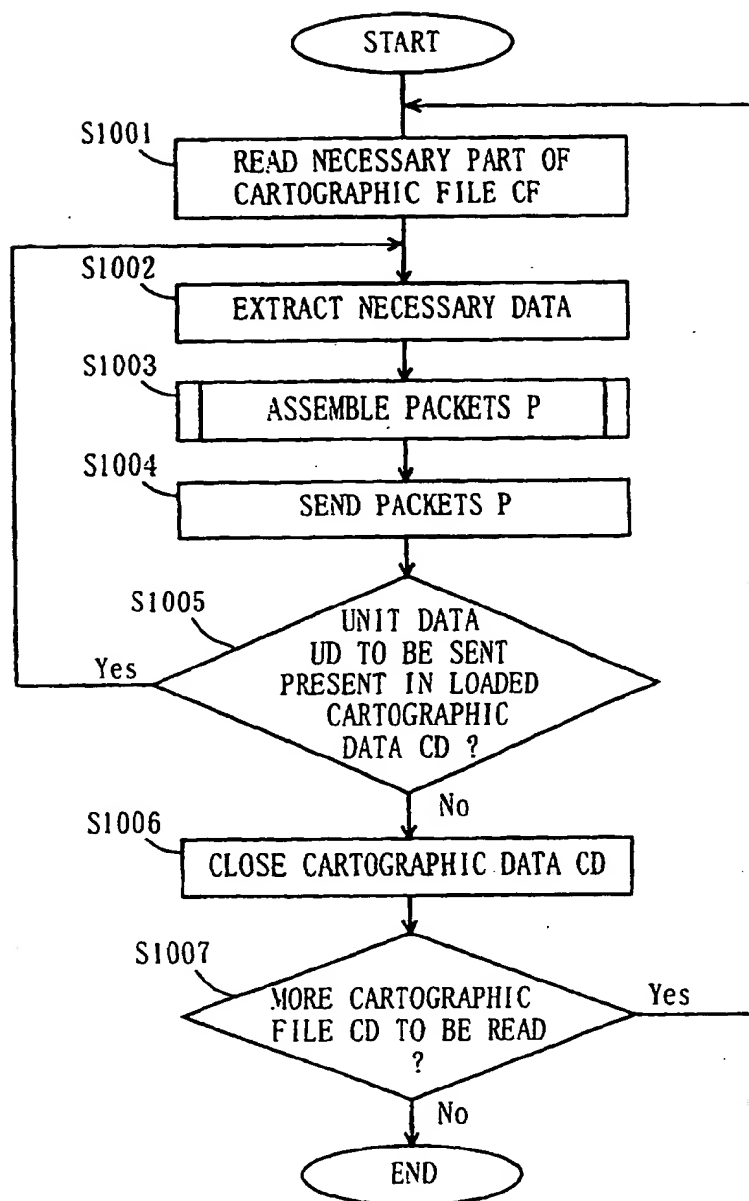 START
S1001
READ NECESSARY PART OF
CARTOGRAPHIC FILE CF
S1002
EXTRACT NECESSARY DATA
S1003
ASSEMBLE PACKETS P
S1004
SEND PACKETS P
S1005
UNIT DATA
UD TO BE SENT
PRESENT IN LOADED
CARTOGRAPHIC
DATA CD ?
Yes
No
S1006
CLOSE CARTOGRAPHIC DATA CD
S1007
MORE CARTOGRAPHIC
FILE CD TO BE READ
?
Yes
No
END